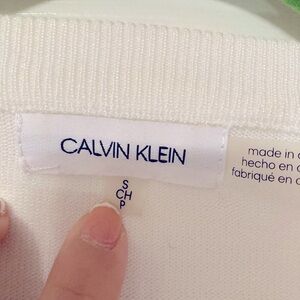 CALVIN KLEIN
S
CH
P
made in
hecho en
fabriqué en